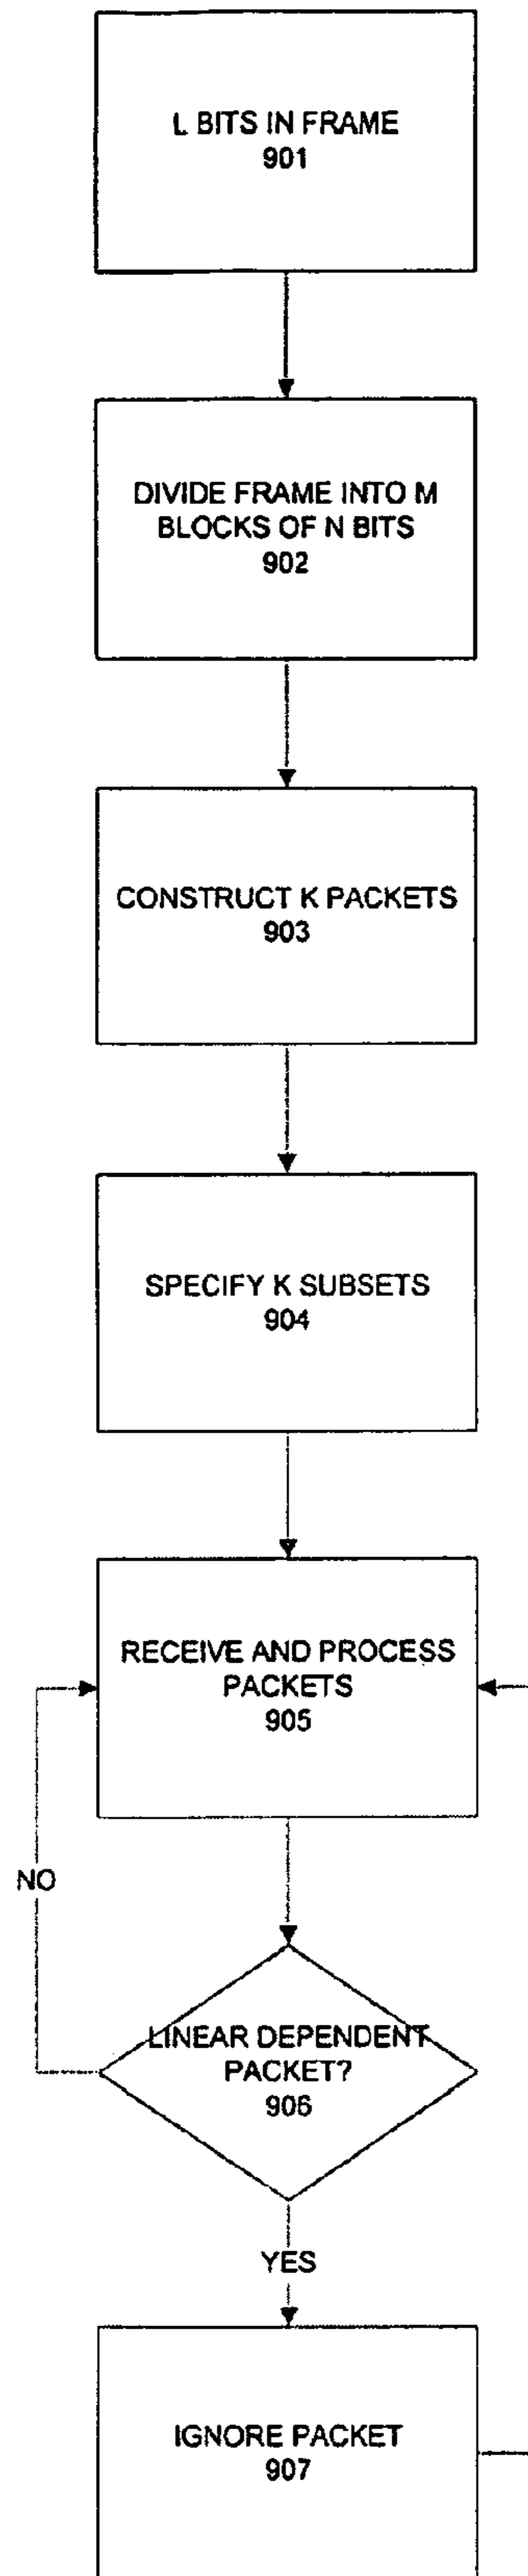 L BITS IN FRAME
901
DIVIDE FRAME INTO M
BLOCKS OF N BITS
902
CONSTRUCT K PACKETS
903
SPECIFY K SUBSETS
904
RECEIVE AND PROCESS
PACKETS
905
NO
LINEAR DEPENDENT
PACKET?
906
YES
IGNORE PACKET
907